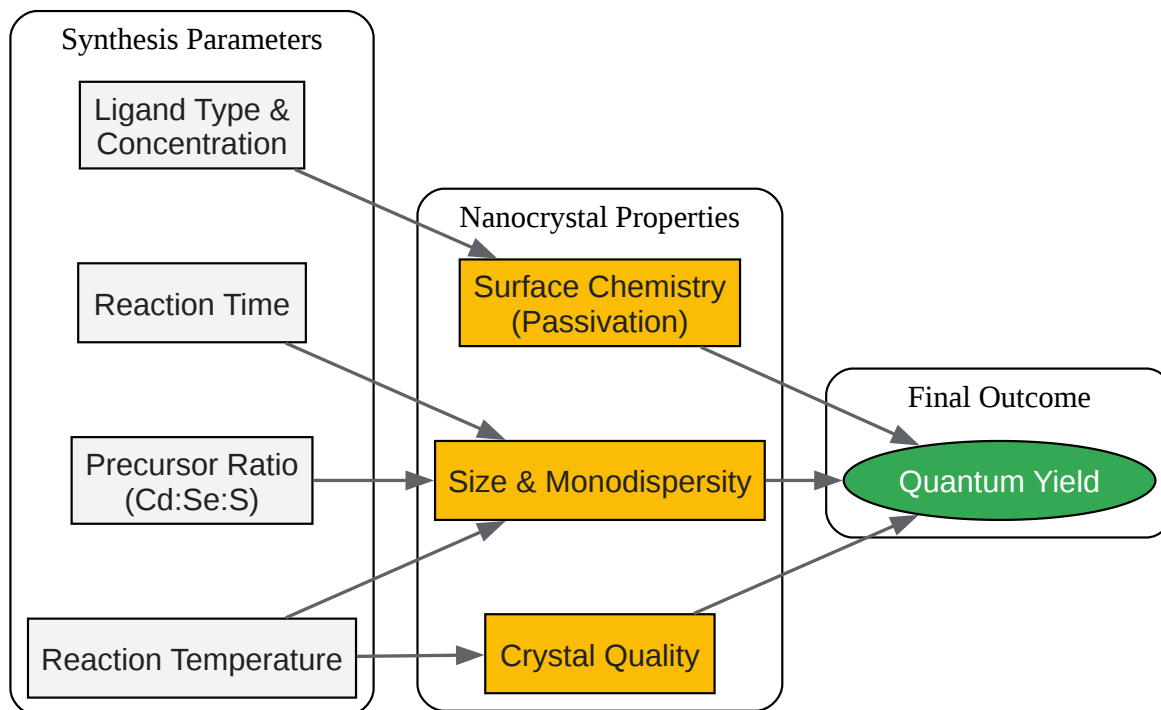 Synthesis Parameters
Ligand Type &
Concentration
Reaction Time
Precursor Ratio
(Cd:Se:S)
Reaction Temperature
Nanocrystal Properties
Surface Chemistry
(Passivation)
Size & Monodispersity
Crystal Quality
Final Outcome
Quantum Yield